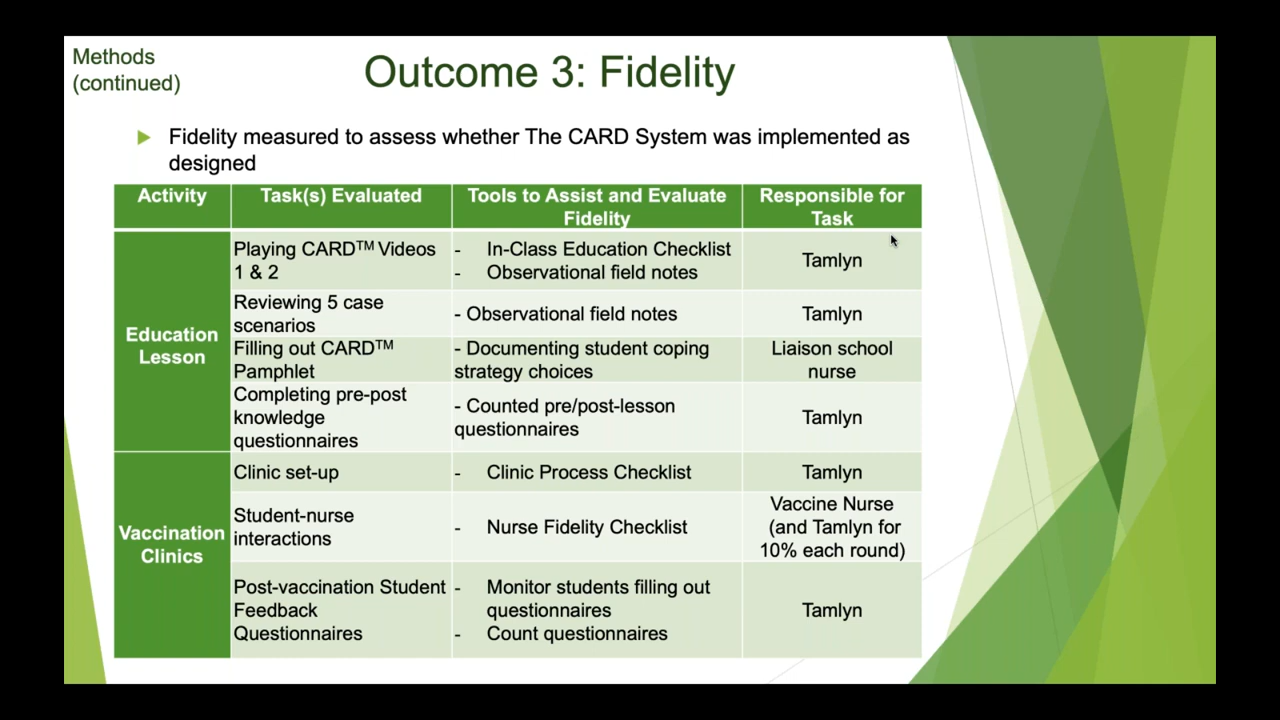 Methods
(continued)
Outcome 3: Fidelity
Fidelity measured to assess whether The CARD System was implemented as
designed
Activity
Task(s) Evaluated
Tools to Assist and Evaluate
Fidelity
Responsible for
Task
Education
Lesson
Playing CARD™ Videos
1 & 2
- In-Class Education Checklist
- Observational field notes
Tamlyn
Reviewing 5 case
scenarios
- Observational field notes
Tamlyn
Filling out CARD™
Pamphlet
- Documenting student coping
strategy choices
Liaison school
nurse
Completing pre-post
knowledge
questionnaires
- Counted pre/post-lesson
questionnaires
Tamlyn
Vaccination
Clinics
Clinic set-up
- Clinic Process Checklist
Tamlyn
Student-nurse
interactions
- Nurse Fidelity Checklist
Vaccine Nurse
(and Tamlyn for
10% each round)
Post-vaccination Student
Feedback
Questionnaires
- Monitor students filling out
questionnaires
- Count questionnaires
Tamlyn